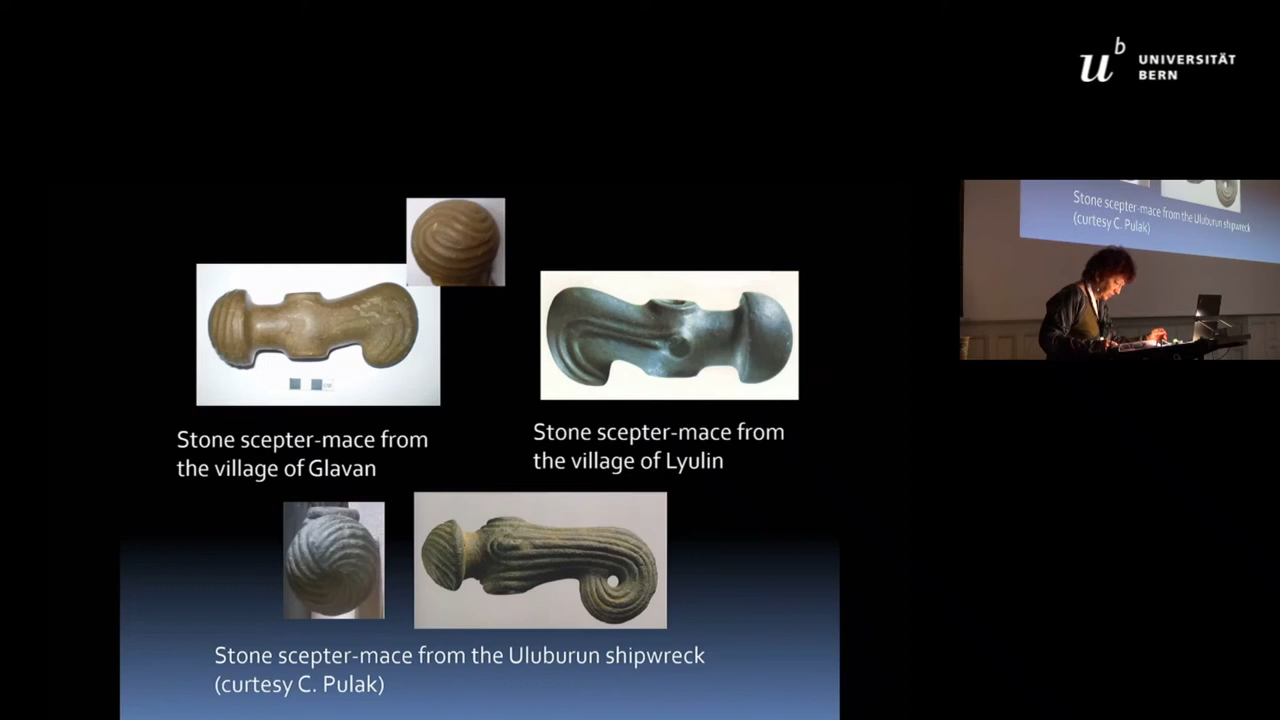 u^b
UNIVERSITÄT
BERN
Stone scepter-mace from
the village of Glavan
Stone scepter-mace from
the village of Lyulin
Stone scepter-mace from the Uluburun shipwreck
(curtesy C. Pulak)
Stone scepter-mace from the Uluburun shipwreck
(curtesy C. Pulak)